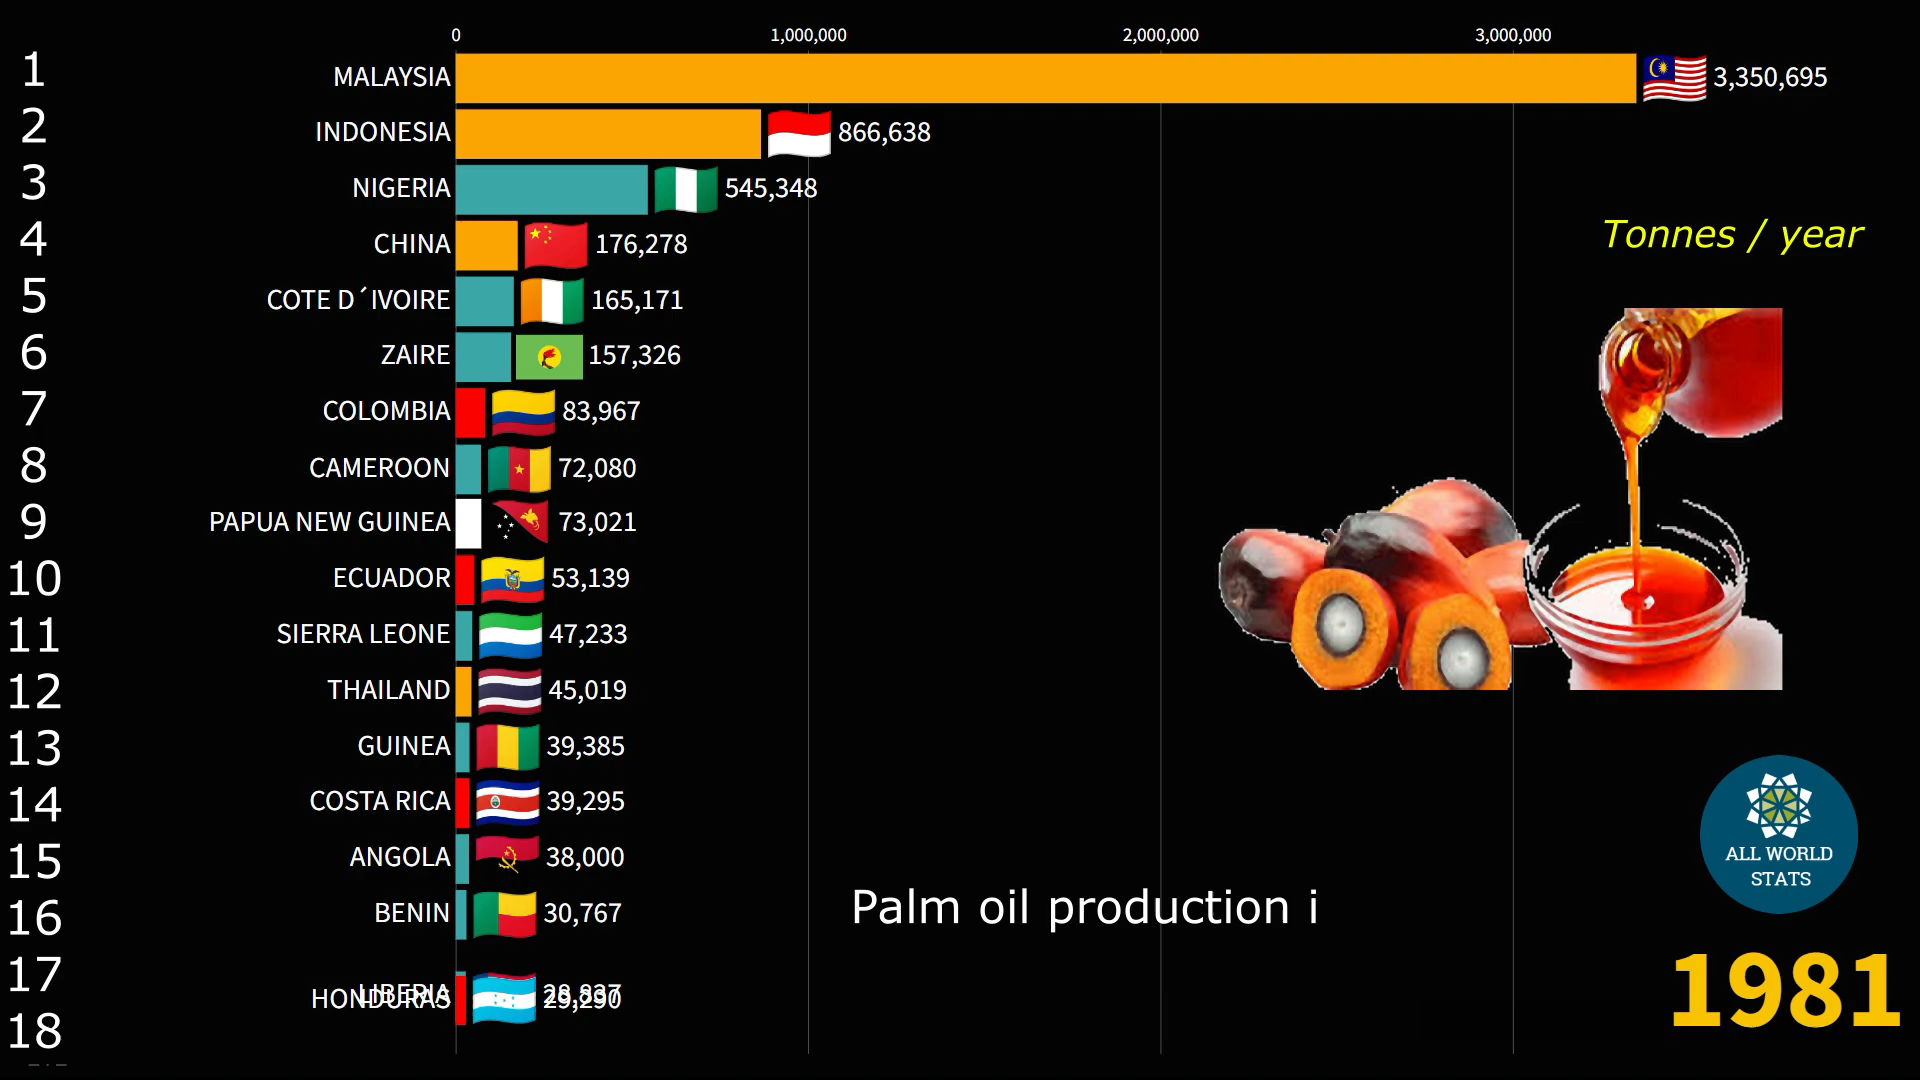 0 1,000,000 2,000,000 3,000,000
1 MALAYSIA 3,350,695
2 INDONESIA 866,638
3 NIGERIA 545,348
4 CHINA 176,278
5 COTE D´IVOIRE 165,171
6 ZAIRE 157,326
7 COLOMBIA 83,967
8 CAMEROON 72,080
9 PAPUA NEW GUINEA 73,021
10 ECUADOR 53,139
11 SIERRA LEONE 47,233
12 THAILAND 45,019
13 GUINEA 39,385
14 COSTA RICA 39,295
15 ANGOLA 38,000
16 BENIN 30,767
17 LIBERIA
HONDURAS
18
Tonnes / year
ALL WORLD
STATS
Palm oil production i
1981